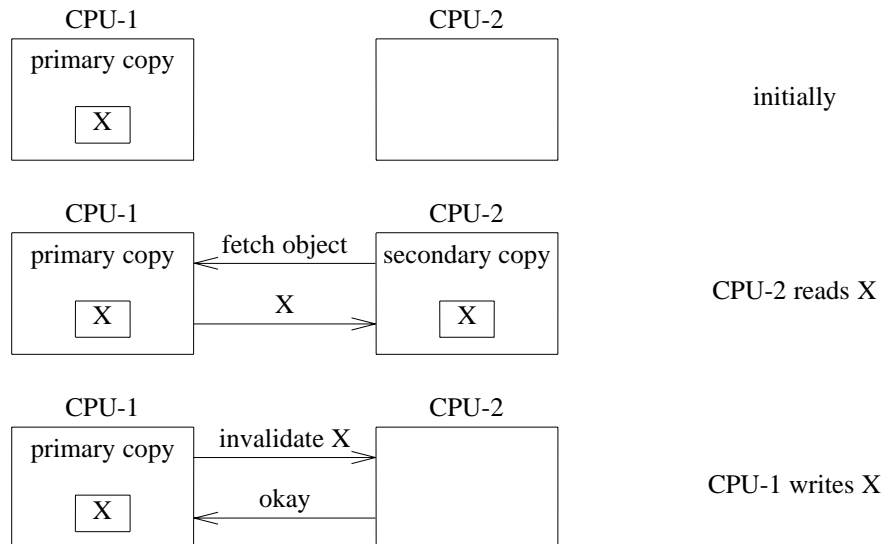 CPU-1 CPU-2
primary copy
X
initially
CPU-1 CPU-2
primary copy fetch object secondary copy
X X X
CPU-2 reads X
CPU-1 CPU-2
primary copy invalidate X
X okay
CPU-1 writes X